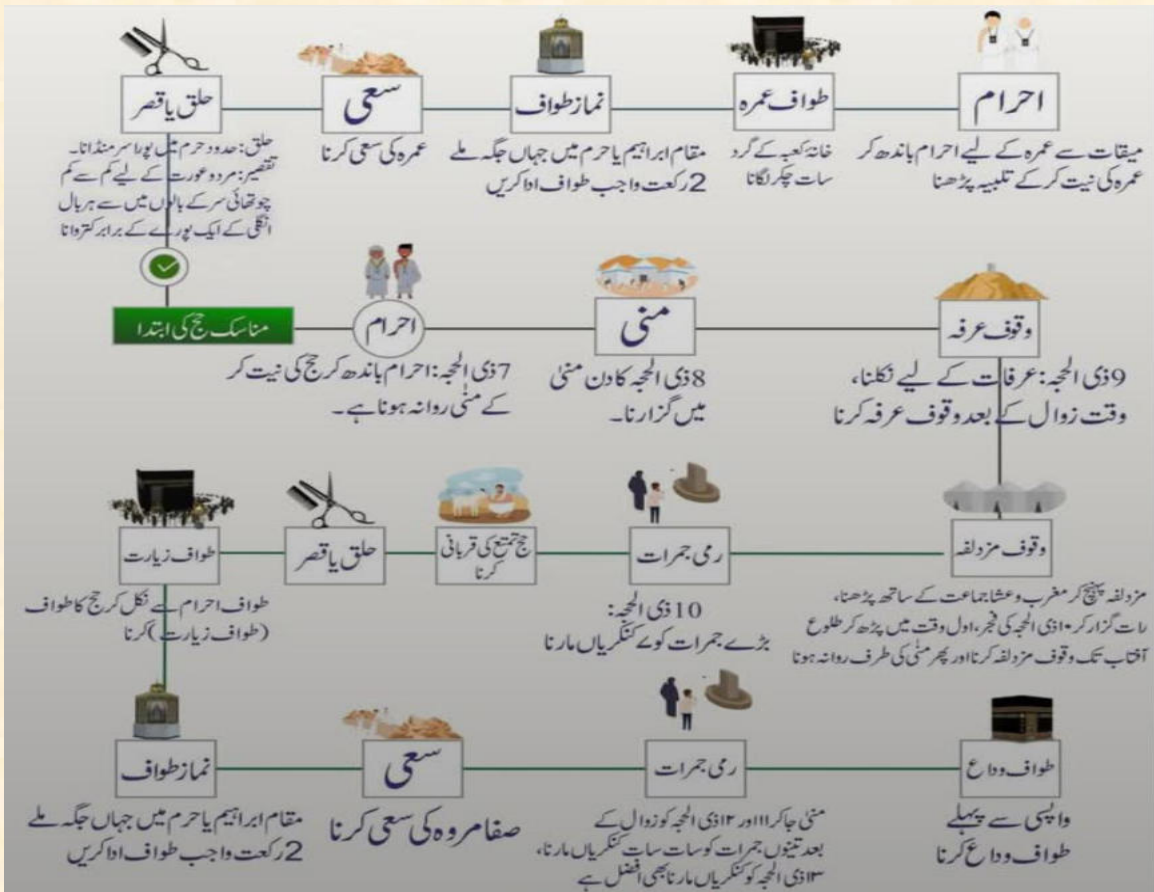 احرام
میقات سے عمرہ کے لیے احرام باندھ کر
عمرہ کی نیت کر کے تلبیہ پڑھنا
طواف عمرہ
خانۂ کعبہ کے گرد
سات چکر لگانا
نماز طواف
مقام ابراہیم یا حرم میں جہاں جگہ ملے
2 رکعت واجب طواف ادا کریں
سعی
عمرہ کی سعی کرنا
حلق یا قصر
حلق: حدود حرم میں پورا سر منڈانا۔
تقصیر: مرد و عورت کے لیے کم سے کم
چوتھائی سر کے بالوں میں سے ہر بال
انگلی کے ایک پورے کے برابر کتروانا
مناسک حج کی ابتدا
احرام
7 ذی الحجہ: احرام باندھ کر حج کی نیت کر
کے منٰی روانہ ہونا ہے۔
منی
8 ذی الحجہ کا دن منیٰ
میں گزارنا۔
وقوف عرفہ
9 ذی الحجہ: عرفات کے لیے نکلنا،
وقت زوال کے بعد وقوف عرفہ کرنا
وقوف مزدلفہ
مزدلفہ پہنچ کر مغرب و عشا جماعت کے ساتھ پڑھنا،
رات گزار کر ۱۰ ذی الحجہ کی فجر، اول وقت میں پڑھ کر طلوع
آفتاب تک وقوف مزدلفہ کرنا اور پھر منٰی کی طرف روانہ ہونا
رمی جمرات
10 ذی الحجہ:
بڑے جمرات کو ۷ کنکریاں مارنا
حج تمتع کی قربانی
کرنا
حلق یا قصر
طواف زیارت
طواف احرام سے نکل کر حج کا طواف
(طواف زیارت) کرنا
نماز طواف
مقام ابراہیم یا حرم میں جہاں جگہ ملے
2 رکعت واجب طواف ادا کریں
سعی
صفا مروہ کی سعی کرنا
رمی جمرات
منیٰ جا کر ۱۱ اور ۱۲ ذی الحجہ کو زوال کے
بعد تینوں جمرات کو سات سات کنکریاں مارنا،
۱۳ ذی الحجہ کو کنکریاں مارنا بھی افضل ہے
طواف وداع
واپسی سے پہلے
طواف وداع کرنا